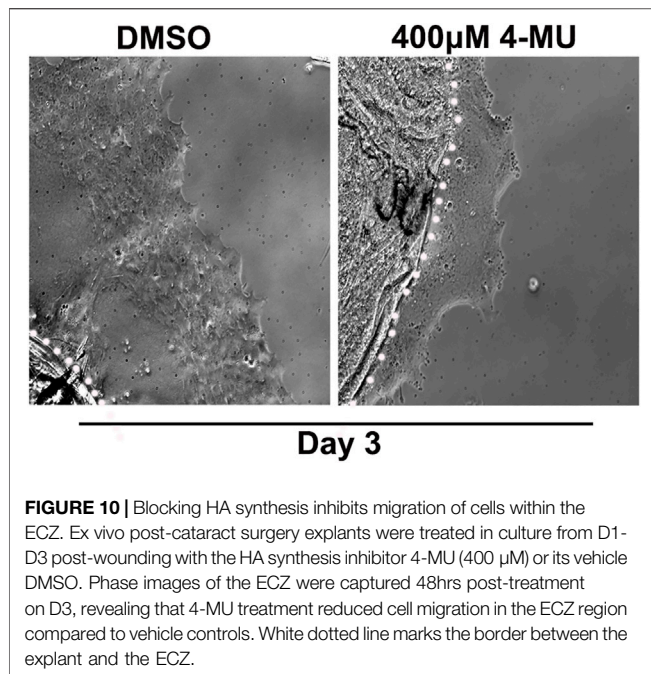 DMSO
400µM 4-MU
Day 3
FIGURE 10 | Blocking HA synthesis inhibits migration of cells within the
ECZ. Ex vivo post-cataract surgery explants were treated in culture from D1-
D3 post-wounding with the HA synthesis inhibitor 4-MU (400 µM) or its vehicle
DMSO. Phase images of the ECZ were captured 48hrs post-treatment
on D3, revealing that 4-MU treatment reduced cell migration in the ECZ region
compared to vehicle controls. White dotted line marks the border between the
explant and the ECZ.